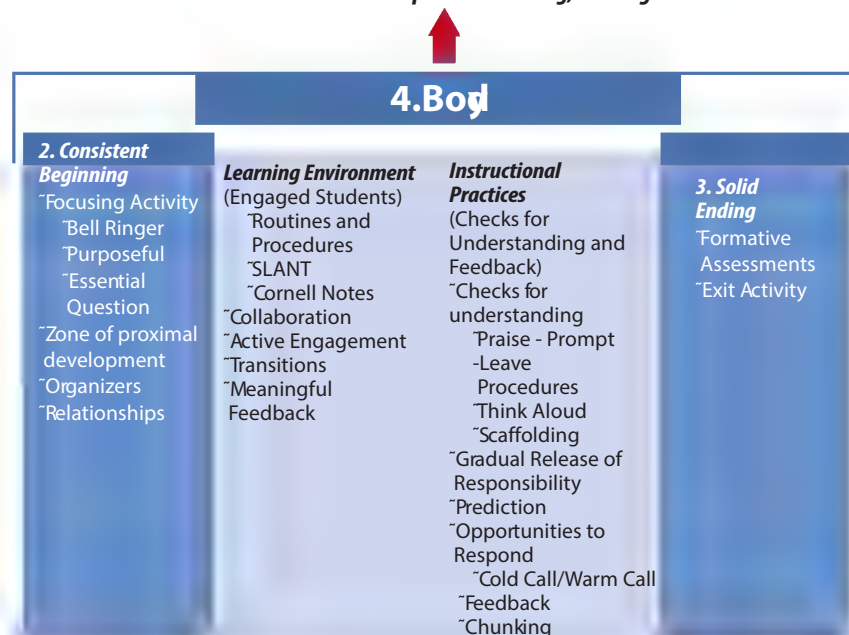 4.Body
2. Consistent
Beginning
˜Focusing Activity
˜Bell Ringer
˜Purposeful
˜Essential
Question
˜Zone of proximal
development
˜Organizers
˜Relationships
Learning Environment
(Engaged Students)
˜Routines and
Procedures
˜SLANT
˜Cornell Notes
˜Collaboration
˜Active Engagement
˜Transitions
˜Meaningful
Feedback
Instructional
Practices
(Checks for
Understanding and
Feedback)
˜Checks for
understanding
˜Praise - Prompt
-Leave
Procedures
˜Think Aloud
˜Scaffolding
˜Gradual Release of
Responsibility
˜Prediction
˜Opportunities to
Respond
˜Cold Call/Warm Call
˜Feedback
˜Chunking
3. Solid
Ending
˜Formative
Assessments
˜Exit Activity